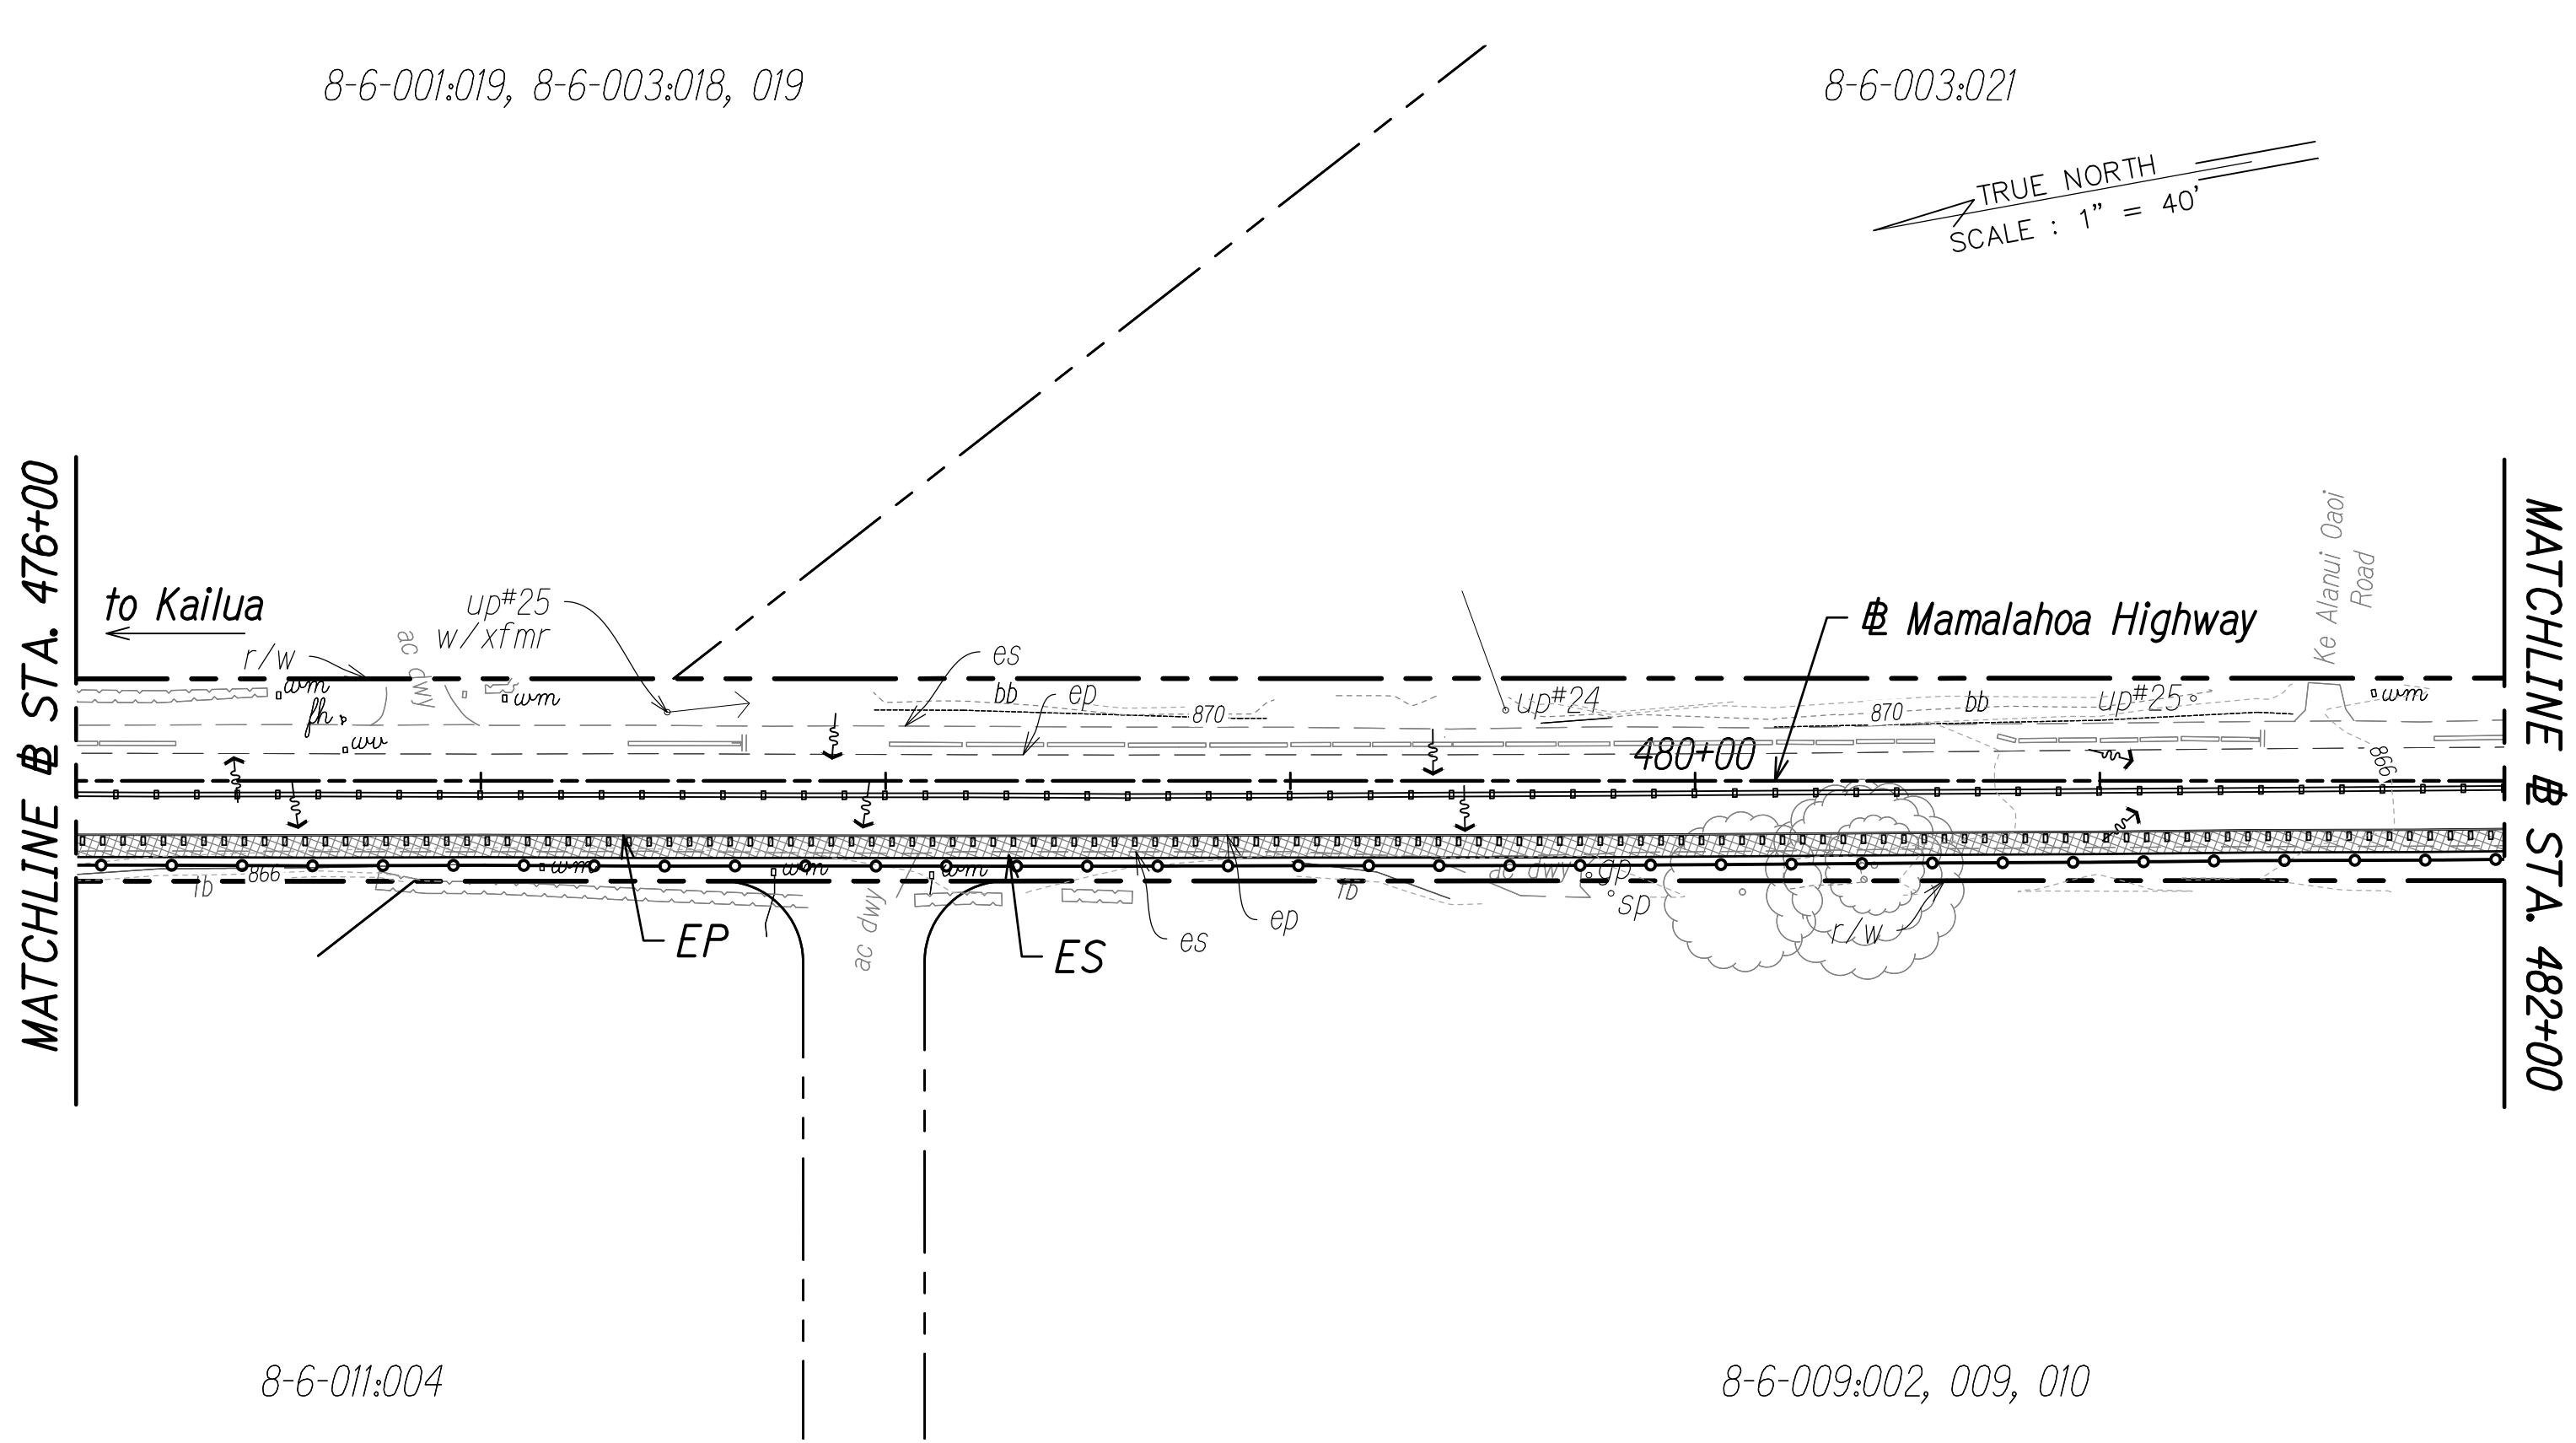 8-6-001:019, 8-6-003:018, 019
8-6-003:021
TRUE NORTH
SCALE : 1" = 40'
MATCHLINE ⅊ STA. 476+00
MATCHLINE ⅊ STA. 482+00
to Kailua
r/w
ac dwy
up#25
w/xfmr
es
bb
ep
870
up#24
℄ Mamalahoa Highway
Ke Alanui Oaoi
Road
wm
fh
wv
wm
870
bb
up#25
wm
480+00
866
tb
866
wm
wm
wm
ac dwy
EP
ES
es
ep
tb
ac dwy
gp
sp
r/w
8-6-011:004
8-6-009:002, 009, 010